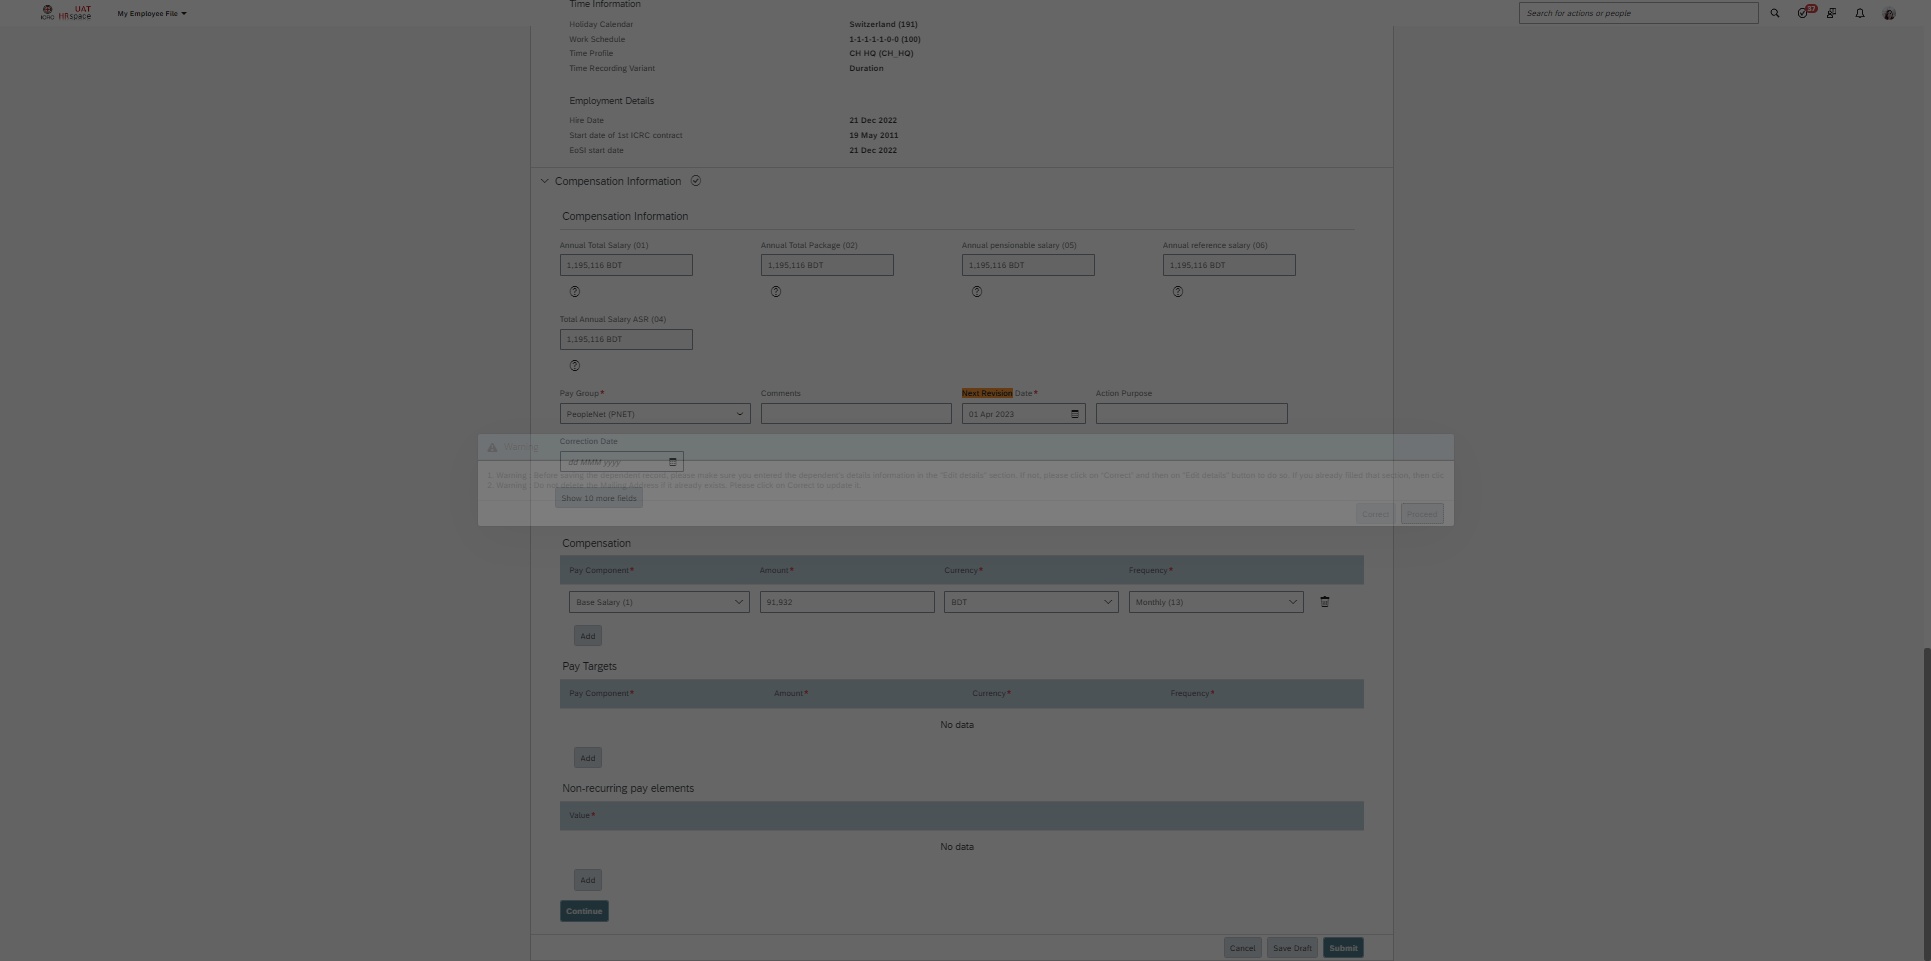 ICRC
UAT
HRspace
My Employee File
Search for actions or people
37
Time Information
Holiday Calendar Switzerland (191)
Work Schedule 1-1-1-1-1-0-0 (100)
Time Profile CH HQ (CH_HQ)
Time Recording Variant Duration
Employment Details
Hire Date 21 Dec 2022
Start date of 1st ICRC contract 19 May 2011
EoSI start date 21 Dec 2022
Compensation Information
Compensation Information
Annual Total Salary (01) Annual Total Package (02) Annual pensionable salary (05) Annual reference salary (06)
1,195,116 BDT 1,195,116 BDT 1,195,116 BDT 1,195,116 BDT
Total Annual Salary ASR (04)
1,195,116 BDT
Pay Group* Comments Next Revision Date* Action Purpose
PeopleNet (PNET) 01 Apr 2023
Correction Date
Warning
dd MMM yyyy
1. Warning : Before saving the dependent record, please make sure you entered the dependent's details information in the "Edit details" section. If not, please click on "Correct" and then on "Edit details" button to do so. If you already filled that section, then clic
2. Warning : Do not delete the Mailing Address if it already exists. Please click on Correct to update it.
Show 10 more fields
Correct Proceed
Compensation
Pay Component* Amount* Currency* Frequency*
Base Salary (1) 91,932 BDT Monthly (13)
Add
Pay Targets
Pay Component* Amount* Currency* Frequency*
No data
Add
Non-recurring pay elements
Value*
No data
Add
Continue
Cancel Save Draft Submit